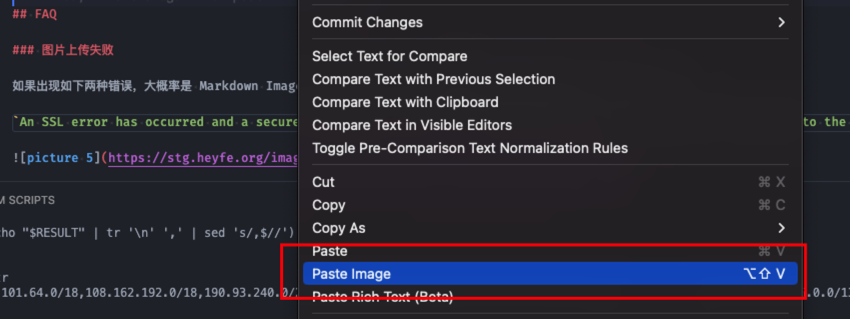 ## FAQ
### 图片上传失败
如果出现如下两种错误，大概率是 Markdown Imag
`An SSL error has occurred and a secure
to the
![picture 5](https://stg.heyfe.org/imag
M SCRIPTS
cho "$RESULT" | tr '\n' ',' | sed 's/,$//')
r
101.64.0/18,108.162.192.0/18,190.93.240.0/
.0.0/1
Commit Changes
Select Text for Compare
Compare Text with Previous Selection
Compare Text with Clipboard
Compare Text in Visible Editors
Toggle Pre-Comparison Text Normalization Rules
Cut ⌘ X
Copy ⌘ C
Copy As
Paste ⌘ V
Paste Image ⌥⇧ V
Paste Rich Text (Beta)